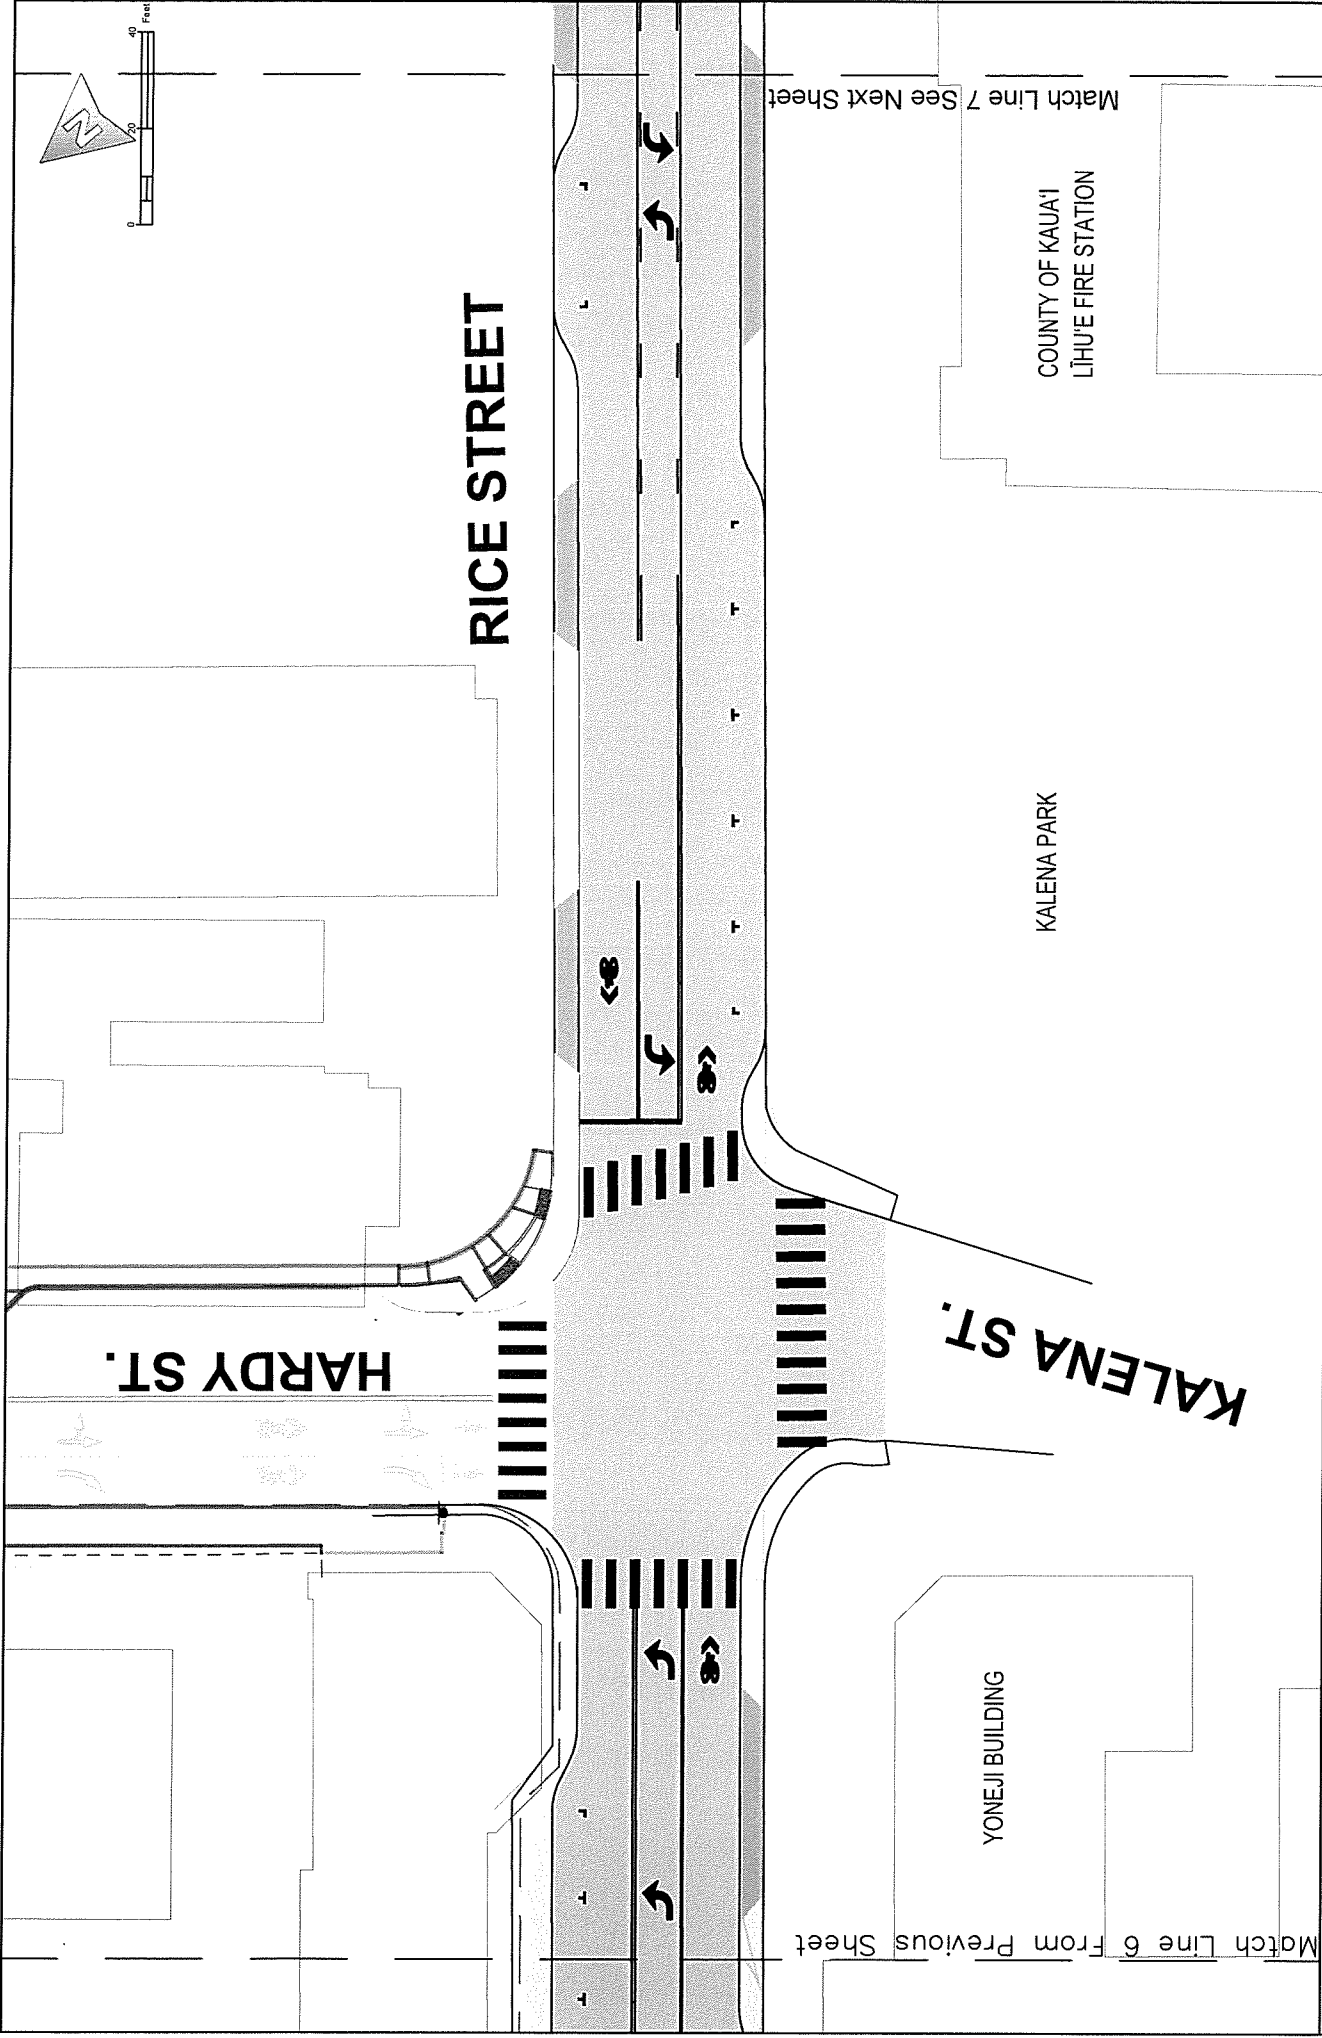 N
0 20 40 Feet
Match Line 7 See Next Sheet
RICE STREET
COUNTY OF KAUA'I
LĪHU'E FIRE STATION
KALENA PARK
HARDY ST.
KALENA ST.
YONEJI BUILDING
Match Line 6 From Previous Sheet